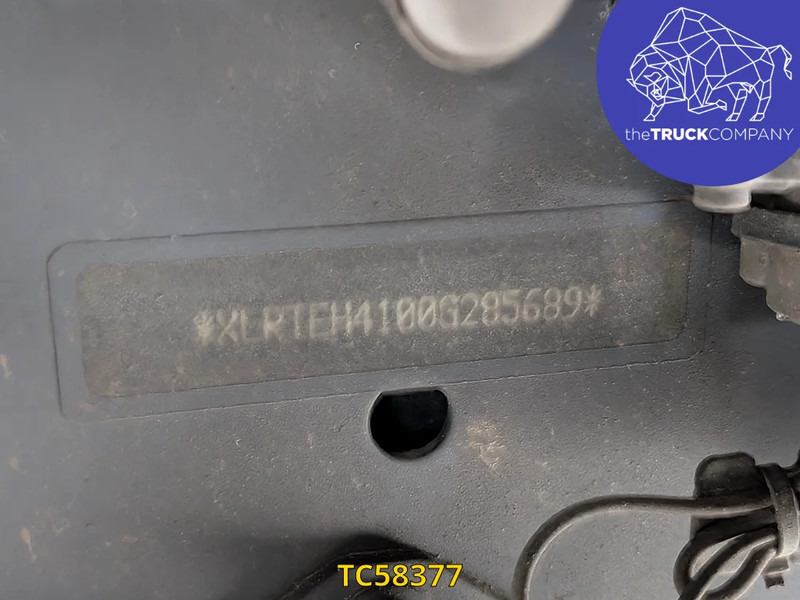 theTRUCKCOMPANY
*XLRTEH4100G285689*
TC58377